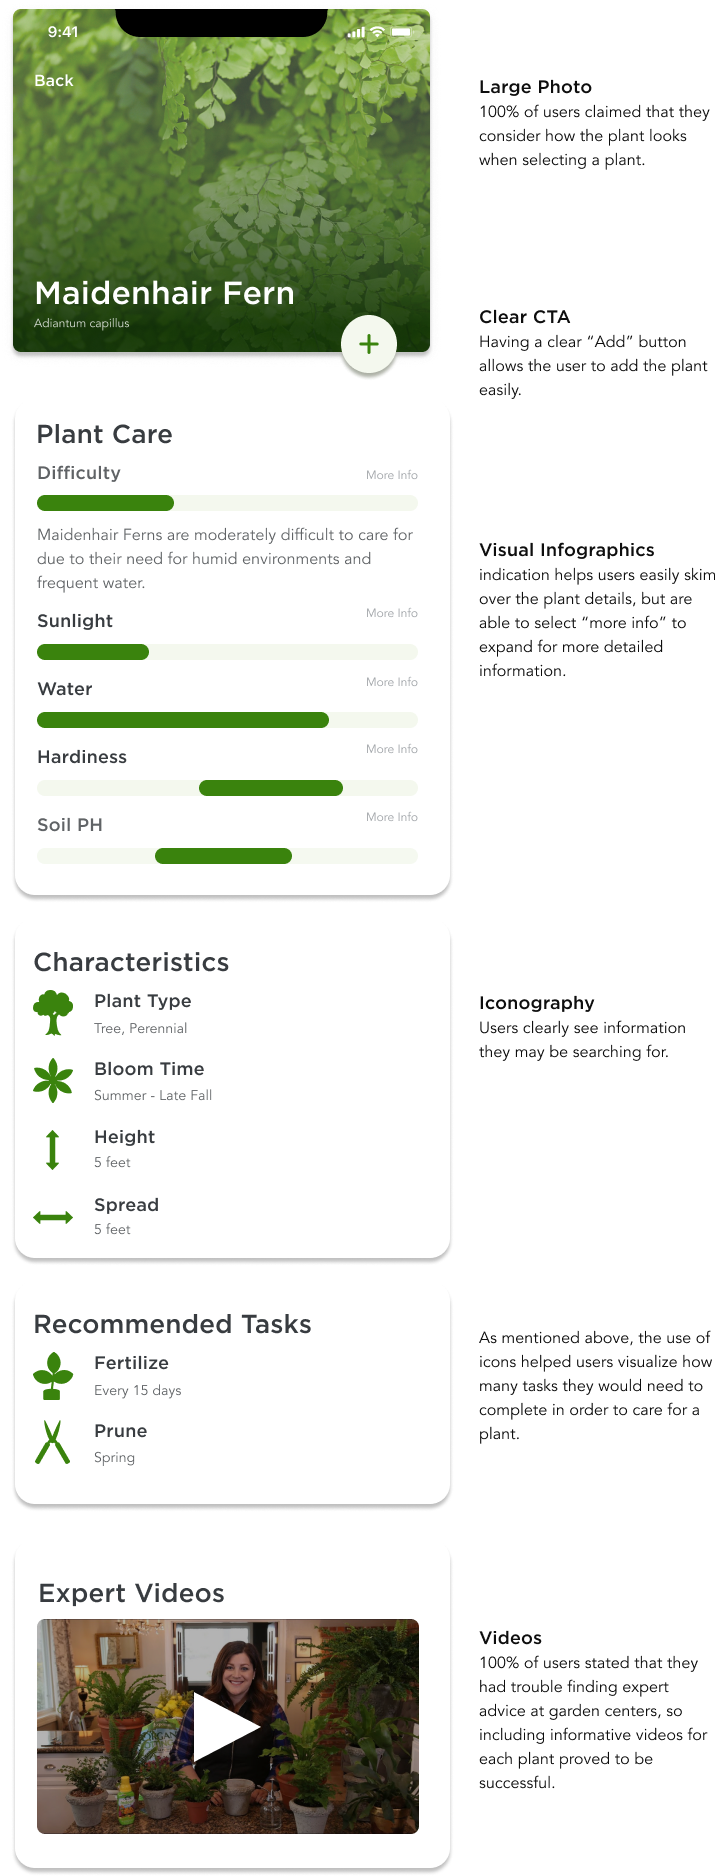 9:41
Back
Maidenhair Fern
Adiantum capillus
Large Photo
100% of users claimed that they
consider how the plant looks
when selecting a plant.
Clear CTA
Having a clear “Add” button
allows the user to add the plant
easily.
Plant Care
Difficulty
More Info
Maidenhair Ferns are moderately difficult to care for
due to their need for humid environments and
frequent water.
Sunlight
More Info
Water
More Info
Hardiness
More Info
Soil PH
More Info
Visual Infographics
indication helps users easily skim
over the plant details, but are
able to select “more info” to
expand for more detailed
information.
Characteristics
Plant Type
Tree, Perennial
Bloom Time
Summer - Late Fall
Height
5 feet
Spread
5 feet
Iconography
Users clearly see information
they may be searching for.
Recommended Tasks
Fertilize
Every 15 days
Prune
Spring
As mentioned above, the use of
icons helped users visualize how
many tasks they would need to
complete in order to care for a
plant.
Expert Videos
Videos
100% of users stated that they
had trouble finding expert
advice at garden centers, so
including informative videos for
each plant proved to be
successful.